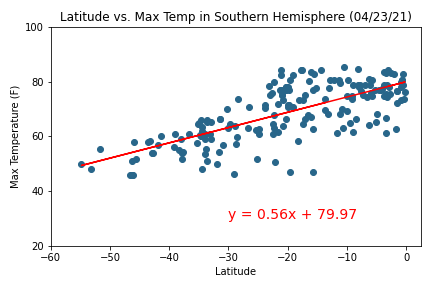 Latitude vs. Max Temp in Southern Hemisphere (04/23/21)
100
80
60
40
20
Max Temperature (F)
y = 0.56x + 79.97
−60 −50 −40 −30 −20 −10 0
Latitude